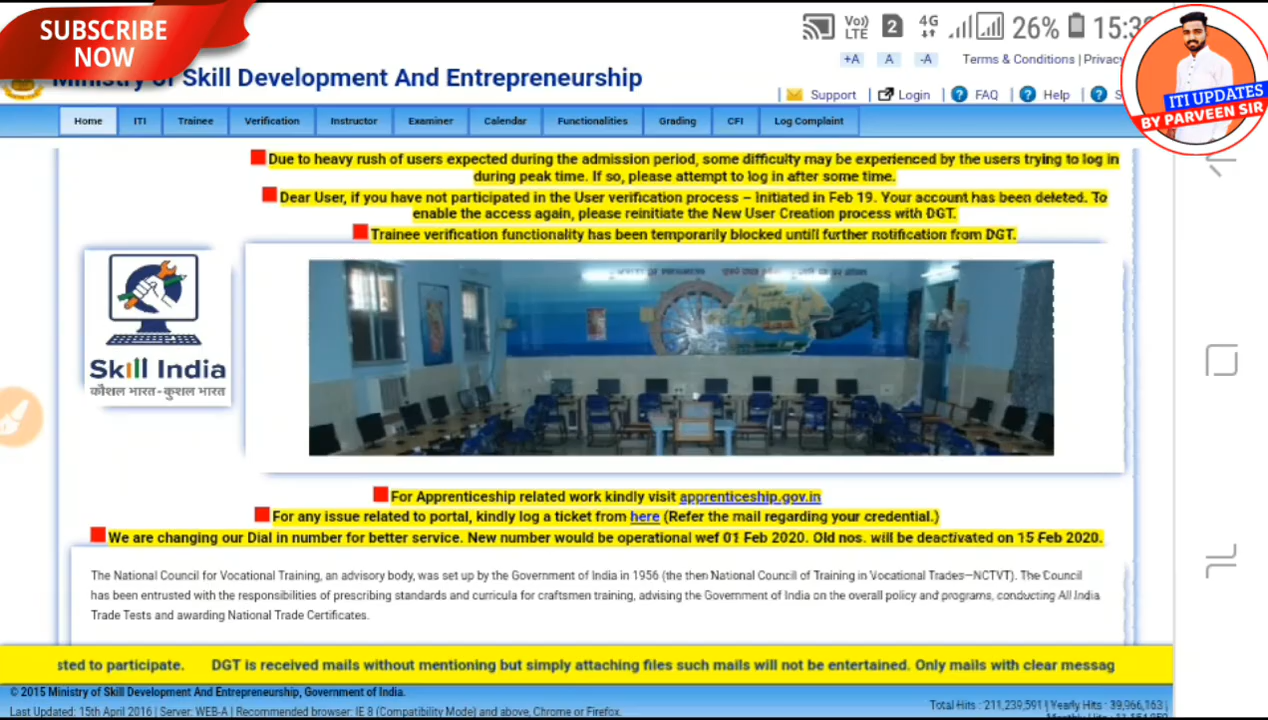 SUBSCRIBE
NOW
Vo)) LTE 2 4G 26% 15:3
+A A -A Terms & Conditions | Privacy
Ministry of Skill Development And Entrepreneurship
Support | Login | FAQ Help S
Home ITI Trainee Verification Instructor Examiner Calendar Functionalities Grading CFI Log Complaint
ITI UPDATES
BY PARVEEN SIR
Due to heavy rush of users expected during the admission period, some difficulty may be experienced by the users trying to log in
during peak time. If so, please attempt to log in after some time.
Dear User, if you have not participated in the User verification process – Initiated in Feb 19. Your account has been deleted. To
enable the access again, please reinitiate the New User Creation process with DGT.
Trainee verification functionality has been temporarily blocked untill further notification from DGT.
Skill India
कौशल भारत-कुशल भारत
For Apprenticeship related work kindly visit apprenticeship.gov.in
For any issue related to portal, kindly log a ticket from here (Refer the mail regarding your credential.)
We are changing our Dial in number for better service. New number would be operational wef 01 Feb 2020. Old nos. will be deactivated on 15 Feb 2020.
The National Council for Vocational Training, an advisory body, was set up by the Government of India in 1956 (the then National Council of Training in Vocational Trades—NCTVT). The Council
has been entrusted with the responsibilities of prescribing standards and curricula for craftsmen training, advising the Government of India on the overall policy and programs, conducting All India
Trade Tests and awarding National Trade Certificates.
sted to participate. DGT is received mails without mentioning but simply attaching files such mails will not be entertained. Only mails with clear messag
© 2015 Ministry of Skill Development And Entrepreneurship, Government of India.
Last Updated: 15th April 2016 | Server: WEB-A | Recommended browser: IE 8 (Compatibility Mode) and above, Chrome or Firefox.
Total Hits : 211,239,591 | Yearly Hits : 39,966,163 |